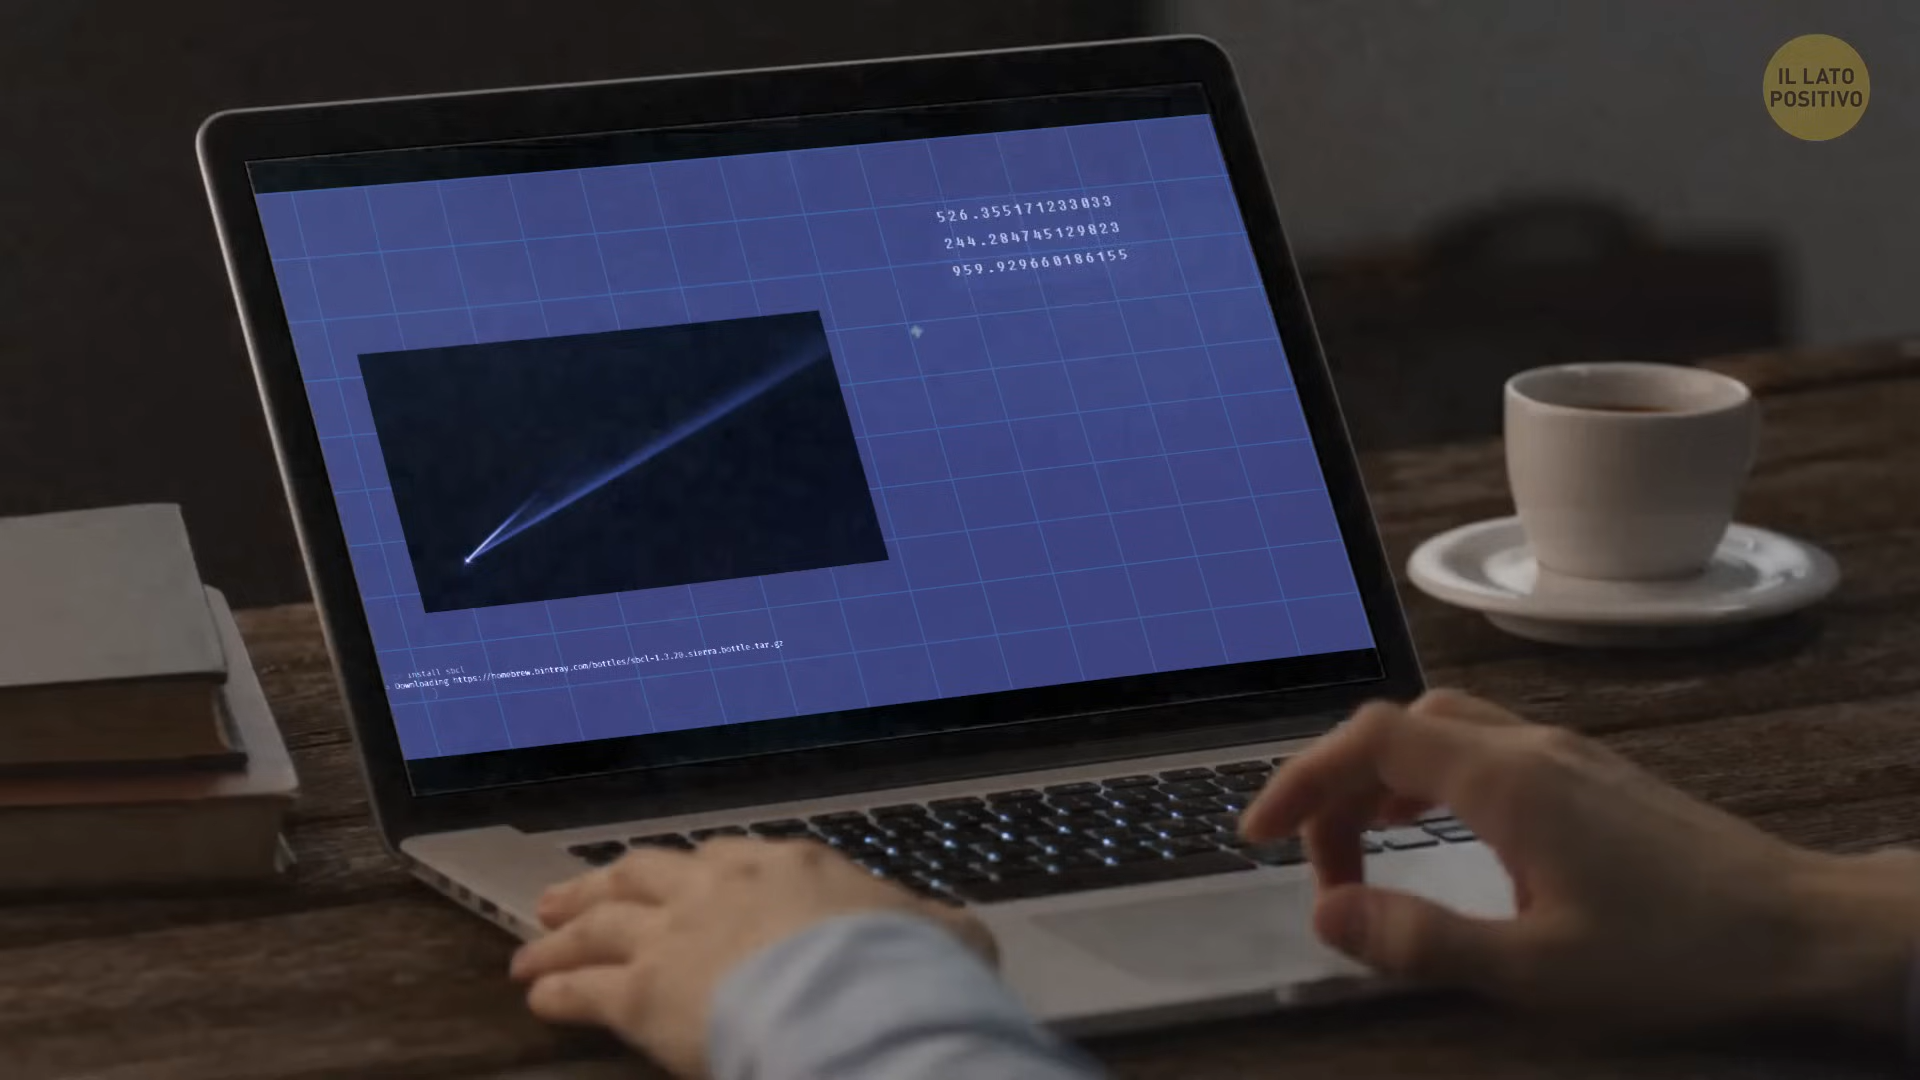 IL LATO
POSITIVO
526.355171233033
244.284745129823
959.929660186155
install sbcl
Downloading https://homebrew.bintray.com/bottles/sbcl-1.3.20.sierra.bottle.tar.gz